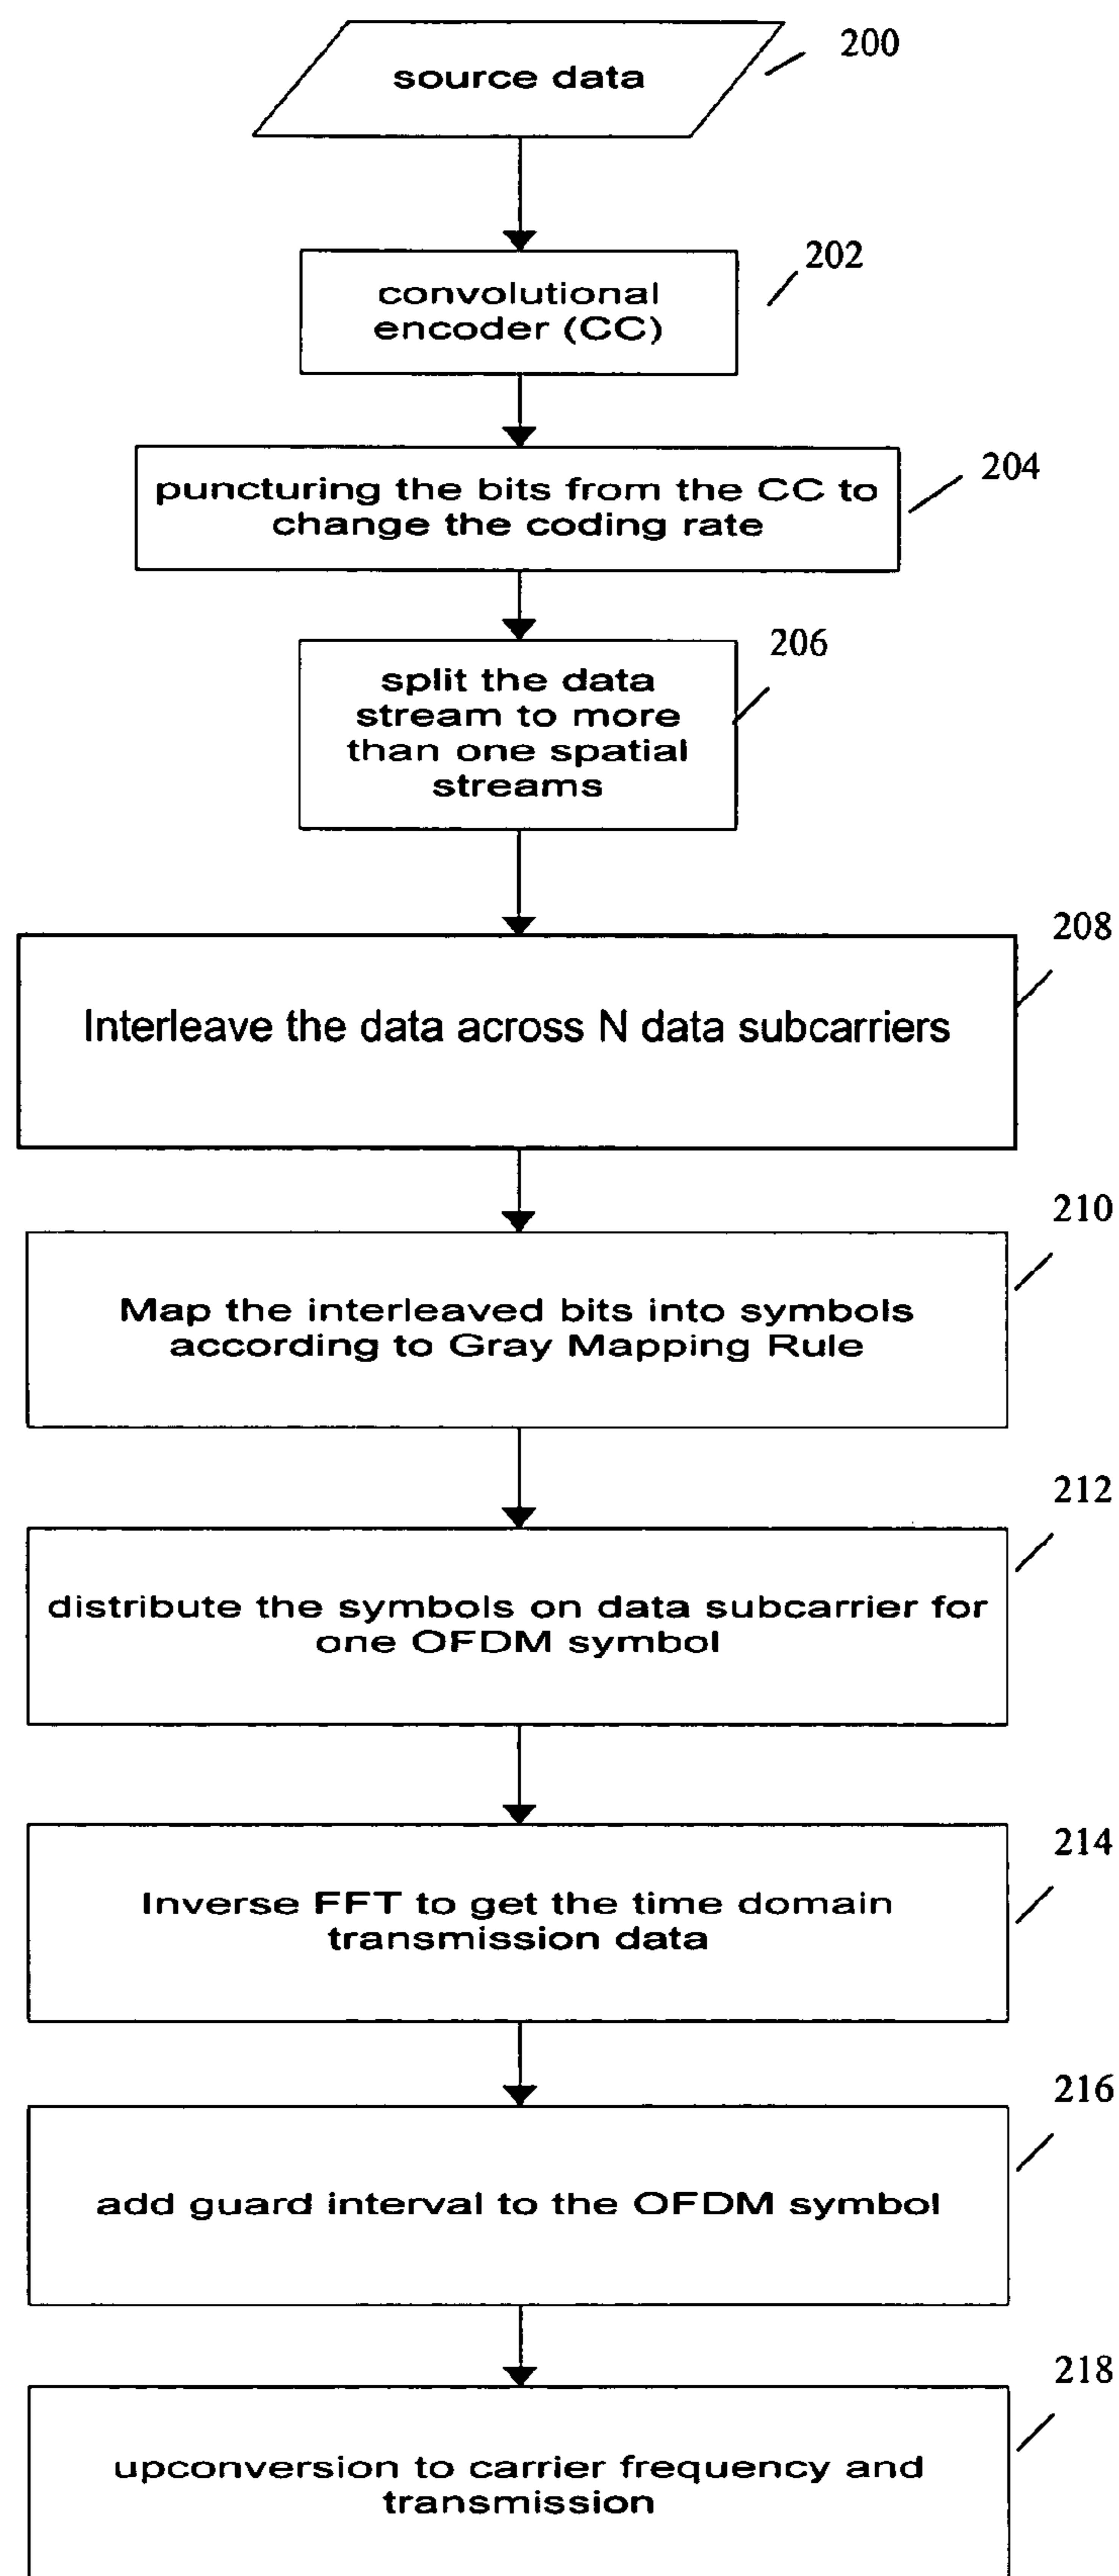 source data
200
convolutional
encoder (CC)
202
puncturing the bits from the CC to
change the coding rate
204
split the data
stream to more
than one spatial
streams
206
Interleave the data across N data subcarriers
208
Map the interleaved bits into symbols
according to Gray Mapping Rule
210
distribute the symbols on data subcarrier for
one OFDM symbol
212
Inverse FFT to get the time domain
transmission data
214
add guard interval to the OFDM symbol
216
upconversion to carrier frequency and
transmission
218